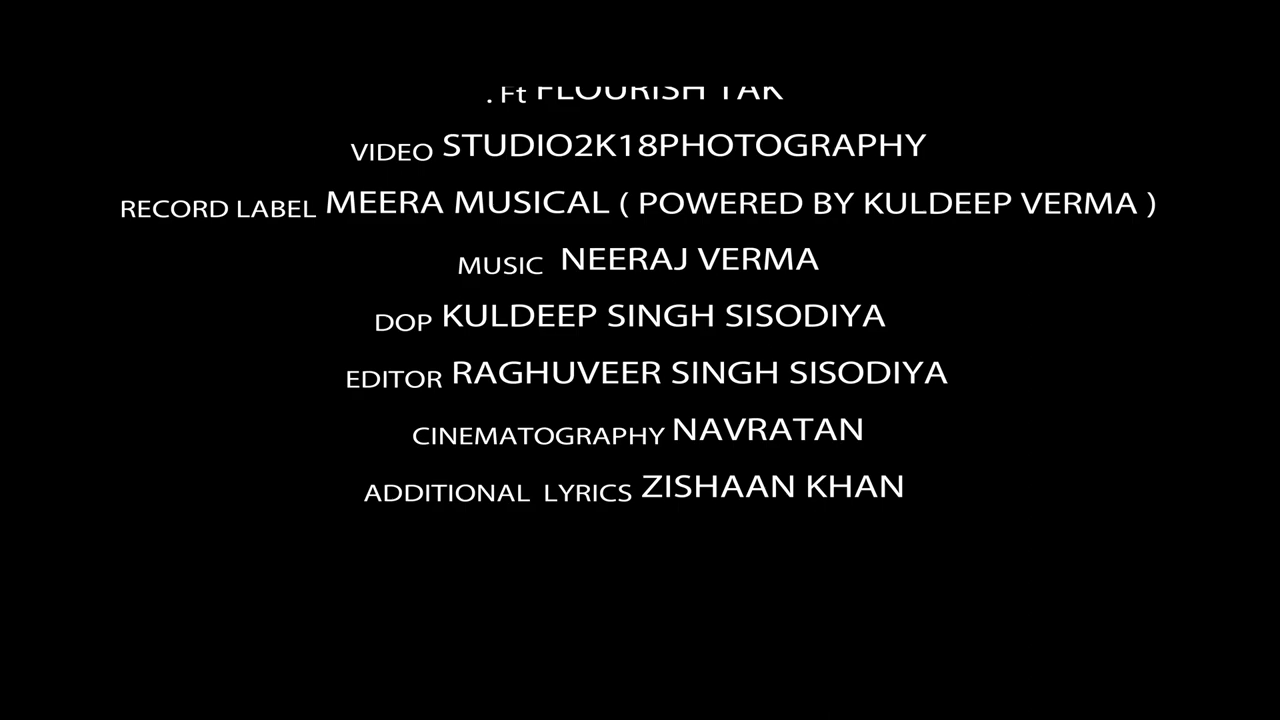 . Ft FLOURISH TAK
VIDEO STUDIO2K18PHOTOGRAPHY
RECORD LABEL MEERA MUSICAL ( POWERED BY KULDEEP VERMA )
MUSIC NEERAJ VERMA
DOP KULDEEP SINGH SISODIYA
EDITOR RAGHUVEER SINGH SISODIYA
CINEMATOGRAPHY NAVRATAN
ADDITIONAL LYRICS ZISHAAN KHAN